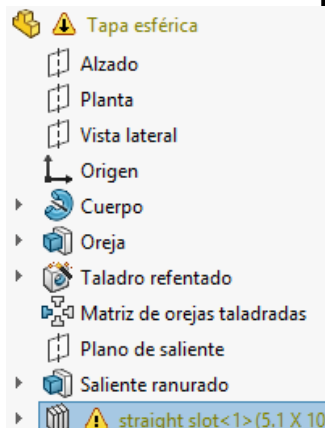 Tapa esférica
Alzado
Planta
Vista lateral
Origen
Cuerpo
Oreja
Taladro refentado
Matriz de orejas taladradas
Plano de saliente
Saliente ranurado
straight slot<1>(5.1 X 10